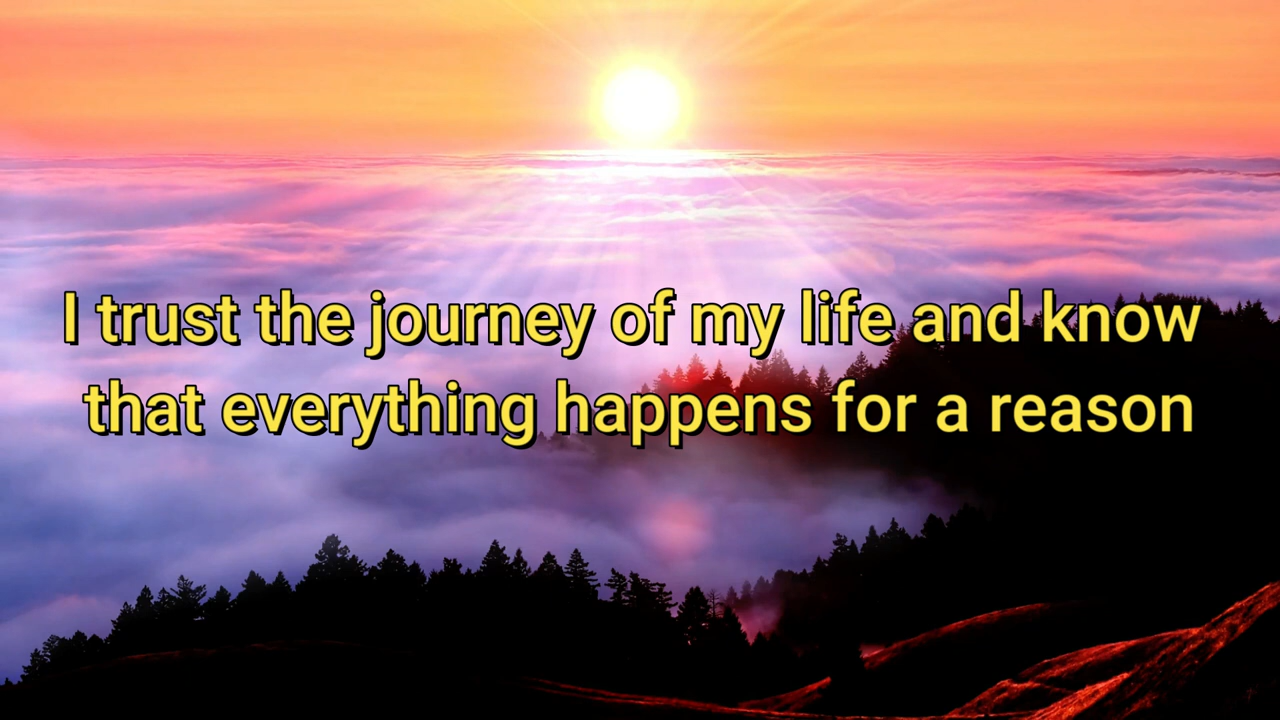 I trust the journey of my life and know
that everything happens for a reason